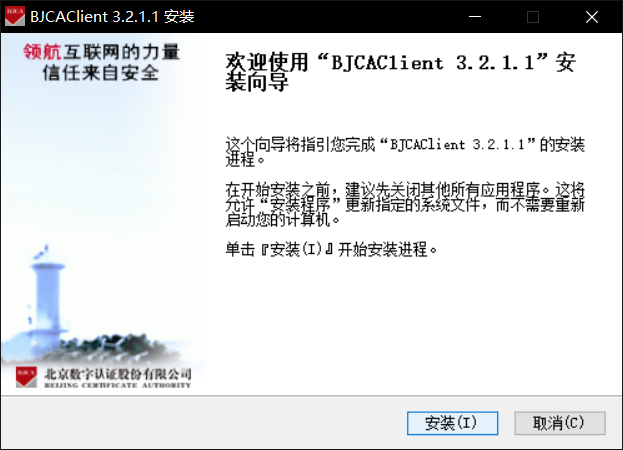 BJCAClient 3.2.1.1 安装
领航互联网的力量
信任来自安全
欢迎使用“BJCAClient 3.2.1.1”安
装向导
这个向导将指引您完成“BJCAClient 3.2.1.1”的安装
进程。
在开始安装之前，建议先关闭其他所有应用程序。这将
允许“安装程序”更新指定的系统文件，而不需要重新
启动您的计算机。
单击『安装(I)』开始安装进程。
BJCA
北京数字认证股份有限公司
BEIJING CERTIFICATE AUTHORITY
安装(I)
取消(C)